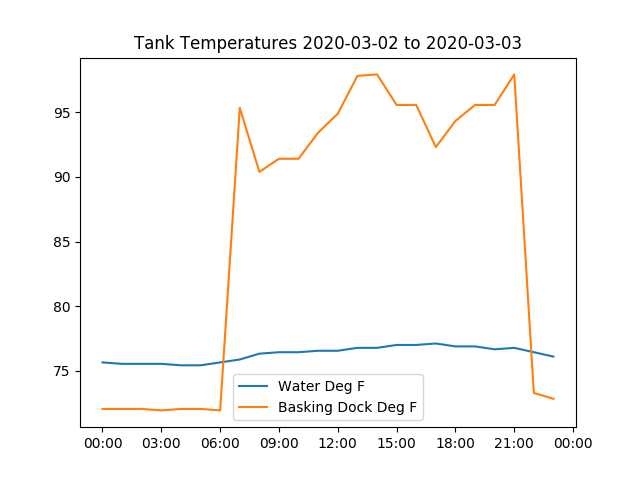 Tank Temperatures 2020-03-02 to 2020-03-03
95
90
85
80
75
Water Deg F
Basking Dock Deg F
00:00 03:00 06:00 09:00 12:00 15:00 18:00 21:00 00:00